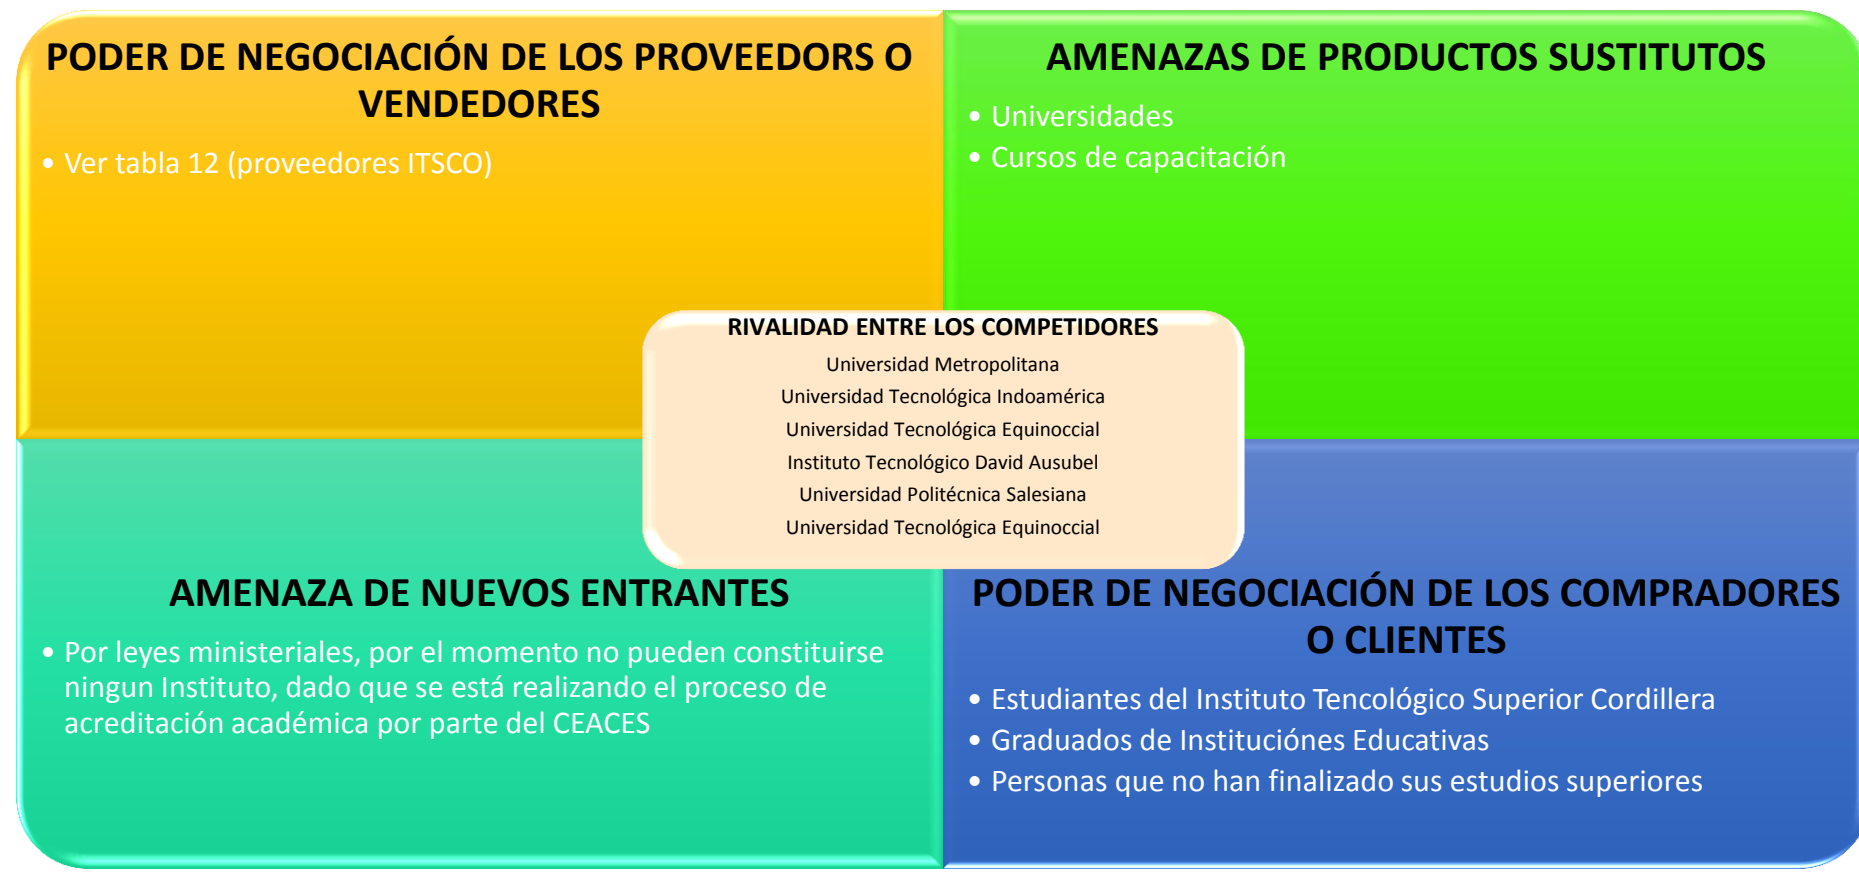 PODER DE NEGOCIACIÓN DE LOS PROVEEDORS O
VENDEDORES
• Ver tabla 12 (proveedores ITSCO)
AMENAZAS DE PRODUCTOS SUSTITUTOS
• Universidades
• Cursos de capacitación
RIVALIDAD ENTRE LOS COMPETIDORES
Universidad Metropolitana
Universidad Tecnológica Indoamérica
Universidad Tecnológica Equinoccial
Instituto Tecnológico David Ausubel
Universidad Politécnica Salesiana
Universidad Tecnológica Equinoccial
AMENAZA DE NUEVOS ENTRANTES
• Por leyes ministeriales, por el momento no pueden constituirse
ningun Instituto, dado que se está realizando el proceso de
acreditación académica por parte del CEACES
PODER DE NEGOCIACIÓN DE LOS COMPRADORES
O CLIENTES
• Estudiantes del Instituto Tencológico Superior Cordillera
• Graduados de Instituciónes Educativas
• Personas que no han finalizado sus estudios superiores